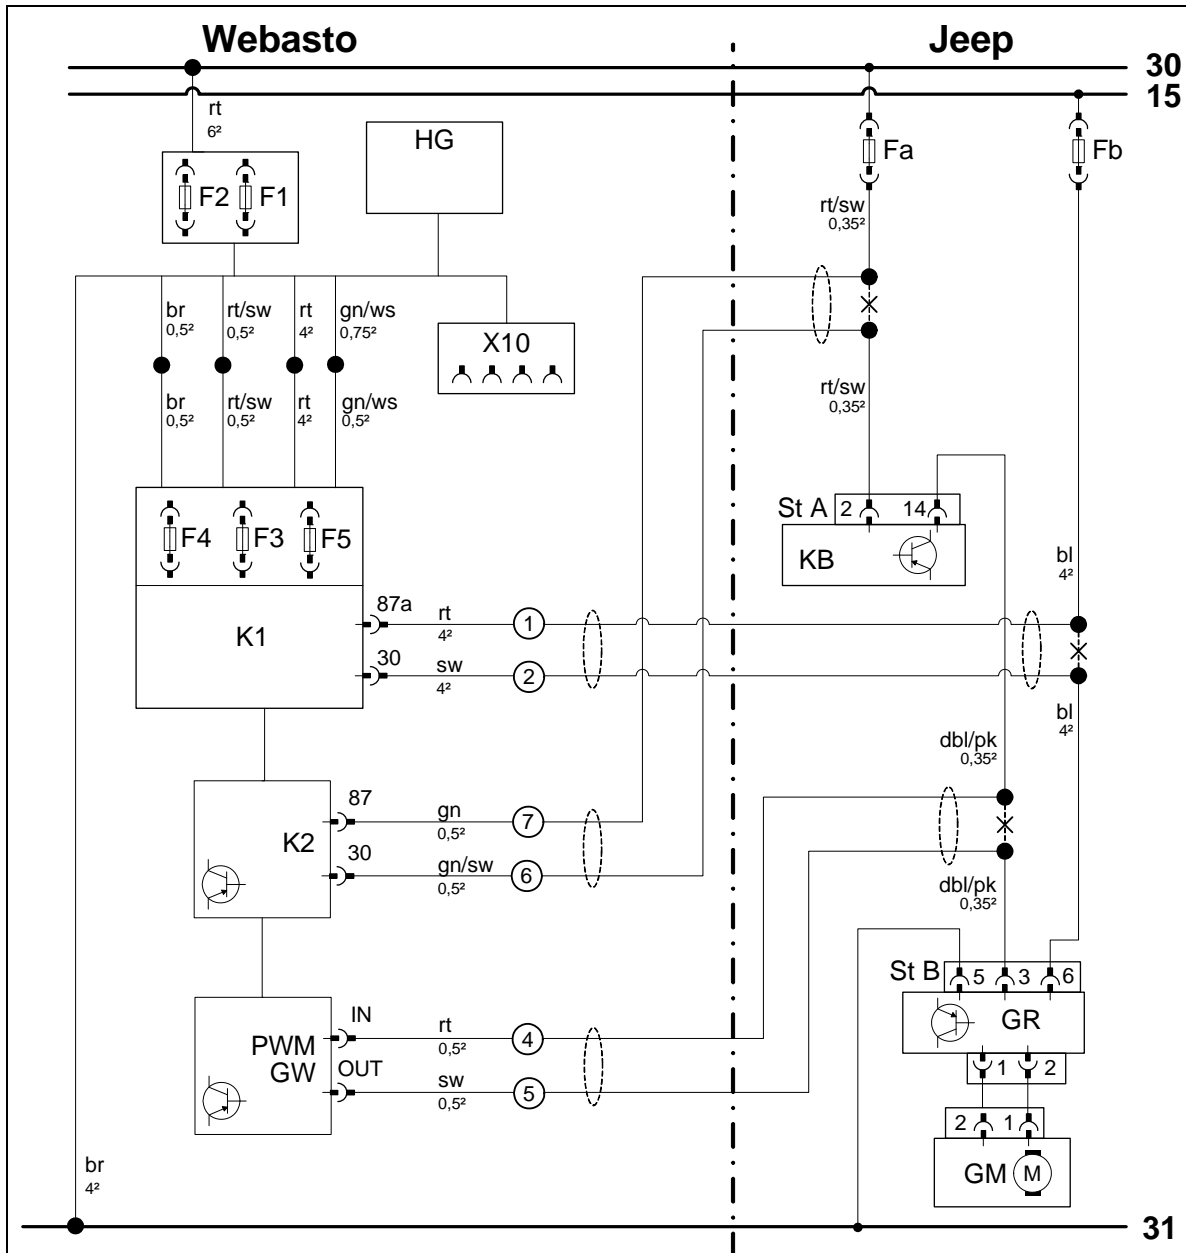 Webasto
Jeep
30
15
rt
6²
HG
F2
F1
Fa
Fb
rt/sw
0,35²
br
0,5²
rt/sw
0,5²
rt
4²
gn/ws
0,75²
X10
br
0,5²
rt/sw
0,5²
rt
4²
gn/ws
0,5²
rt/sw
0,35²
St A
2
14
KB
F4
F3
F5
bl
4²
K1
87a
rt
4²
1
30
sw
4²
2
bl
4²
dbl/pk
0,35²
K2
87
gn
0,5²
7
30
gn/sw
0,5²
6
dbl/pk
0,35²
St B
5
3
6
GR
PWM
GW
IN
rt
0,5²
4
OUT
sw
0,5²
5
1
2
2
1
GM
M
br
4²
31